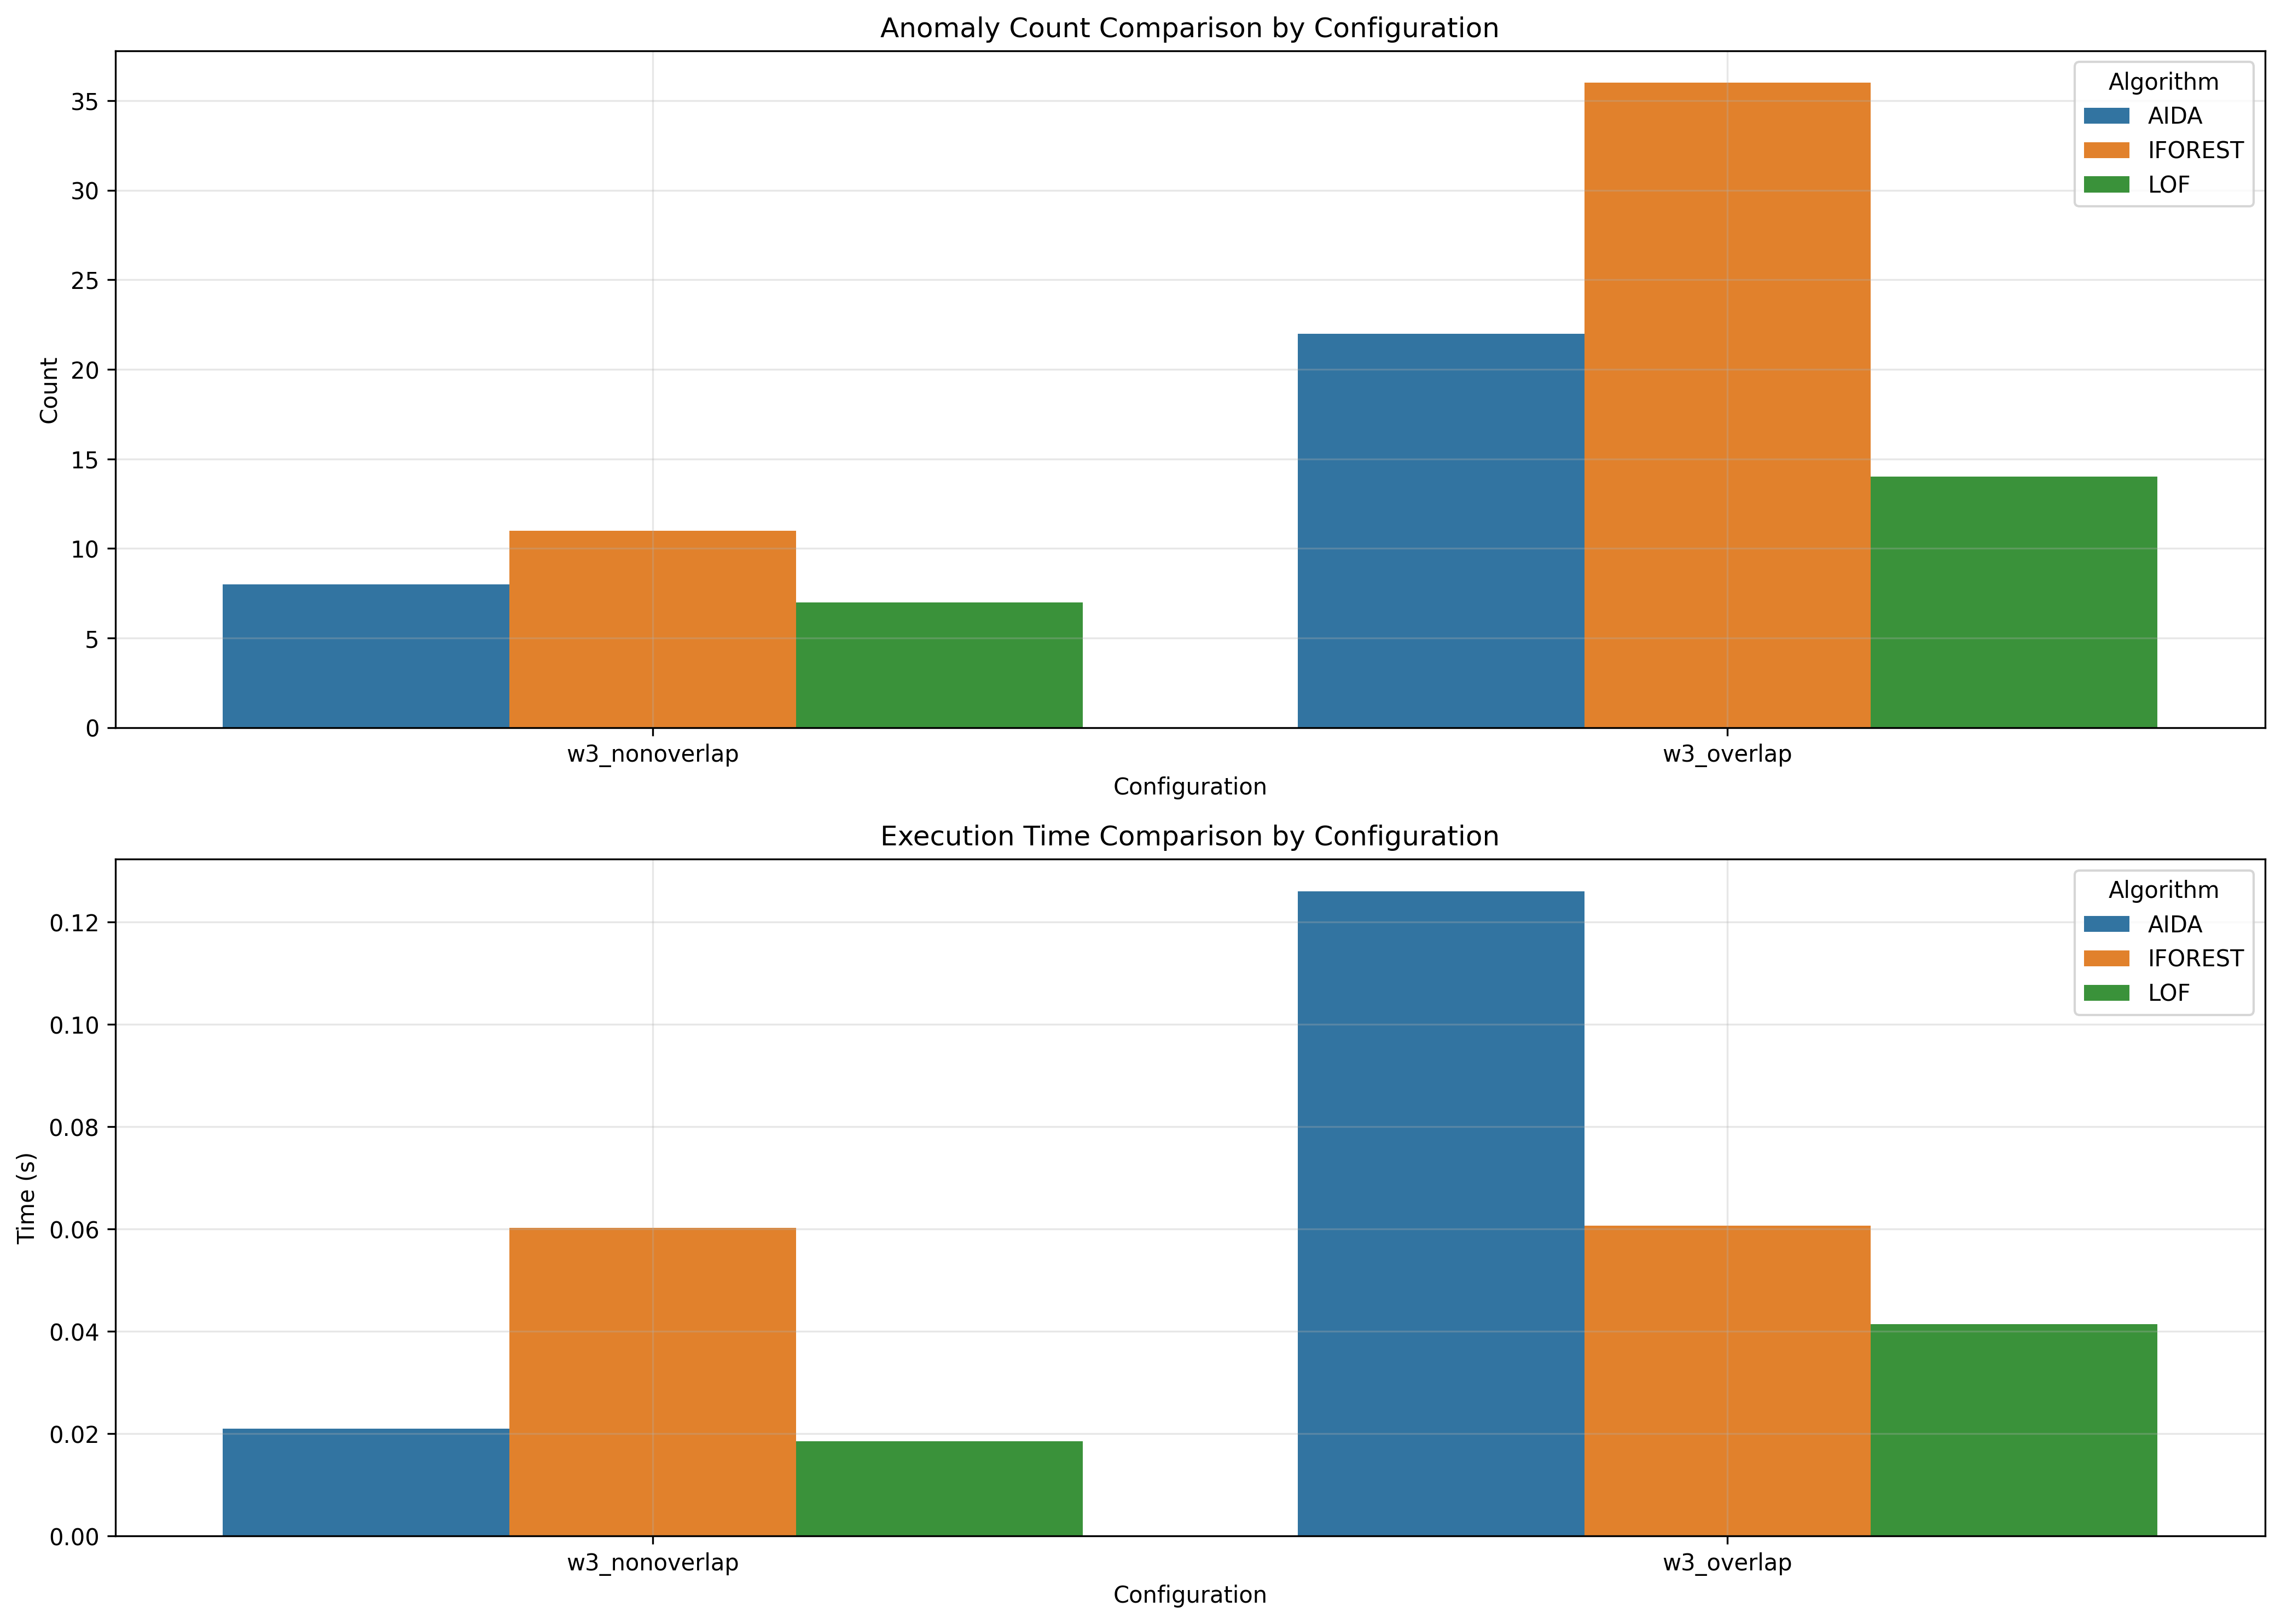 Anomaly Count Comparison by Configuration
Algorithm
AIDA
IFOREST
LOF
Count
35
30
25
20
15
10
5
0
w3_nonoverlap
w3_overlap
Configuration
Execution Time Comparison by Configuration
Algorithm
AIDA
IFOREST
LOF
Time (s)
0.12
0.10
0.08
0.06
0.04
0.02
0.00
w3_nonoverlap
w3_overlap
Configuration